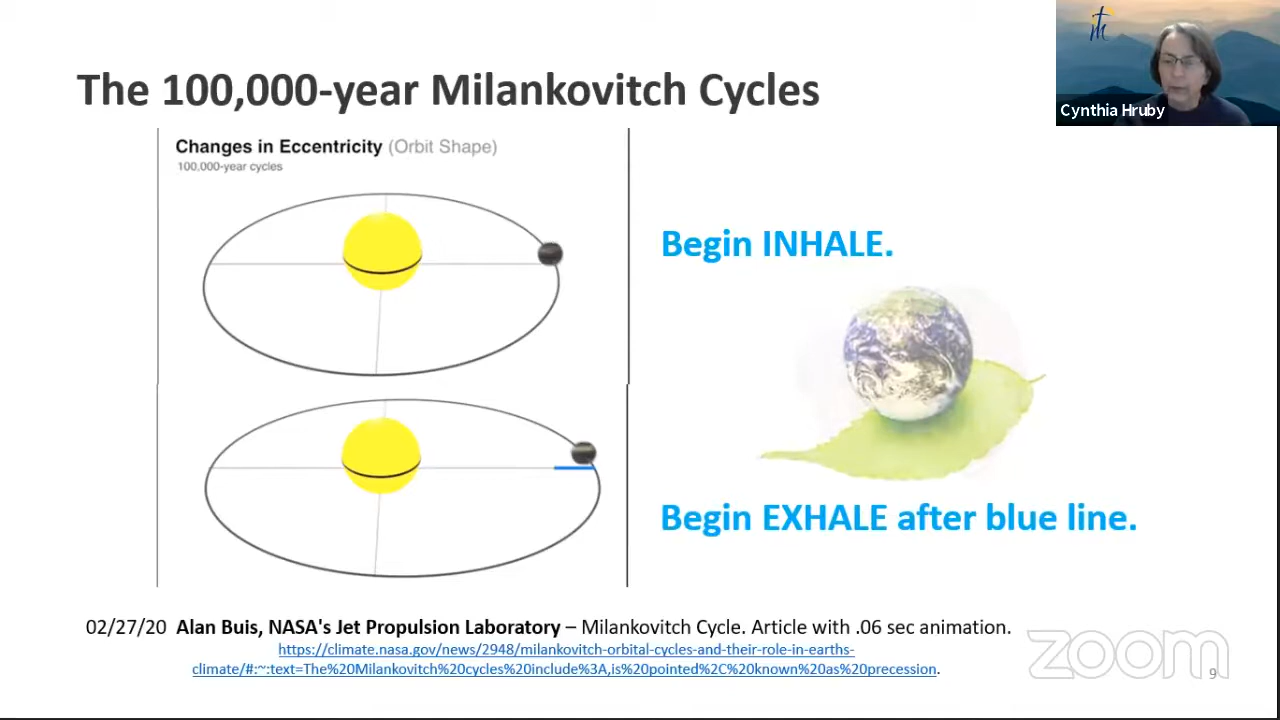 The 100,000-year Milankovitch Cycles
Cynthia Hruby
Changes in Eccentricity (Orbit Shape)
100,000-year cycles
Begin INHALE.
Begin EXHALE after blue line.
02/27/20 Alan Buis, NASA's Jet Propulsion Laboratory – Milankovitch Cycle. Article with .06 sec animation.
https://climate.nasa.gov/news/2948/milankovitch-orbital-cycles-and-their-role-in-earths-
climate/#:~:text=The%20Milankovitch%20cycles%20include%3A,is%20pointed%2C%20known%20as%20precession.
zoom
9